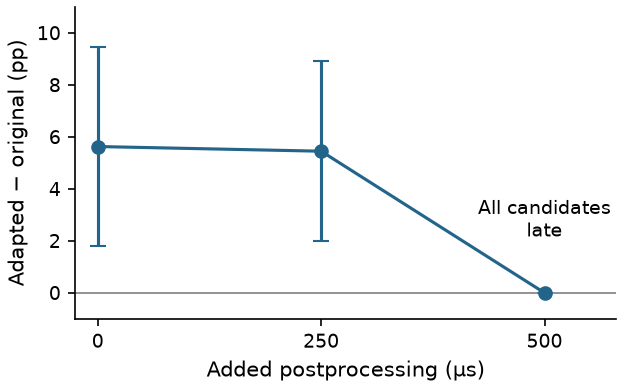 10
8
6
4
2
0
Adapted − original (pp)
All candidates
late
0
250
500
Added postprocessing (µs)